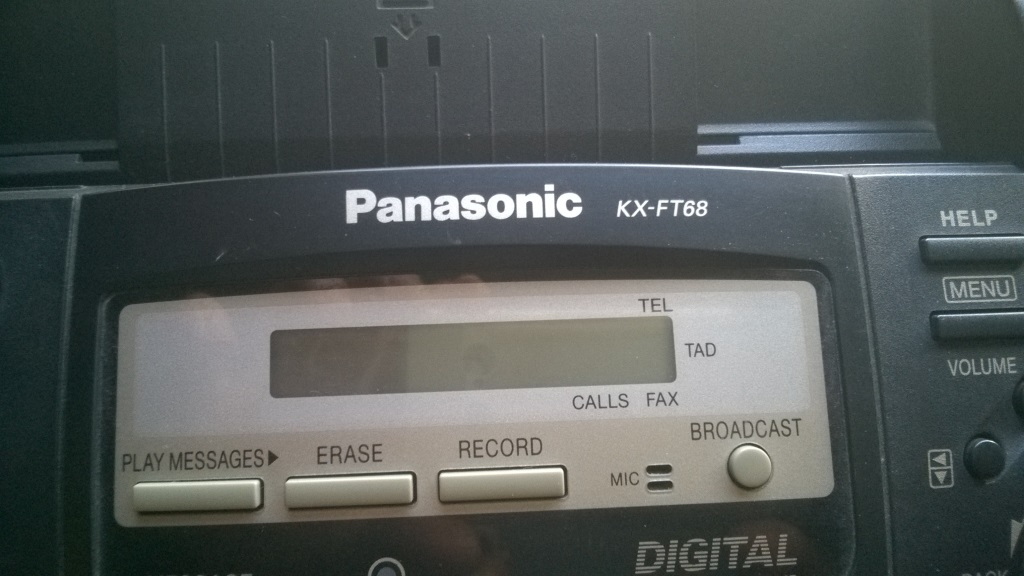 Panasonic KX-FT68
HELP
MENU
TEL
TAD
VOLUME
CALLS FAX
BROADCAST
PLAY MESSAGES ERASE RECORD
MIC
DIGITAL